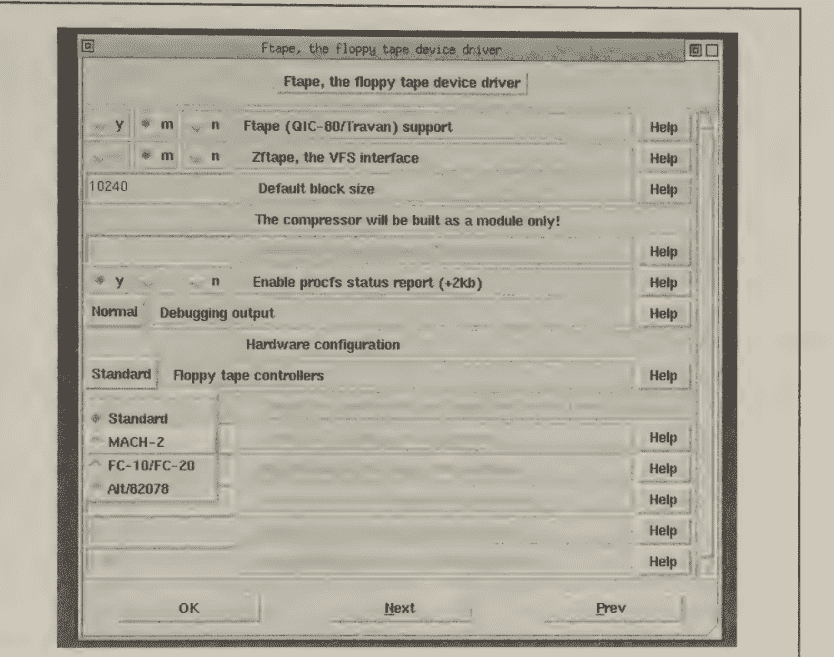 Ftape, the floppy tape device driver
Ftape, the floppy tape device driver
y m n Ftape (QIC-80/Travan) support Help
m n Zftape, the VFS interface Help
10240 Default block size Help
The compressor will be built as a module only!
Help
y n Enable procfs status report (+2kb) Help
Normal Debugging output Help
Hardware configuration
Standard Floppy tape controllers Help
Standard
MACH-2 Help
FC-10/FC-20 Help
Alt/82078 Help
Help
Help
OK Next Prev